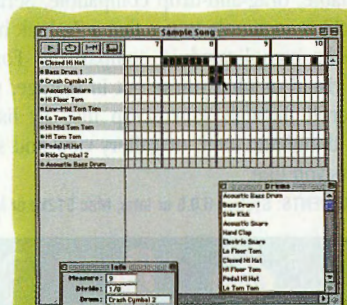 Sample Song
7 8 9 10
Closed Hi Hat
Bass Drum 1
Crash Cymbal 2
Acoustic Snare
Hi Floor Tom
Low-Mid Tom Tom
Lo Tom Tom
Hi Mid Tom Tom
Hi Tom Tom
Pedal Hi Hat
Ride Cymbal 2
Acoustic Bass Drum
Drums
Acoustic Bass Drum
Bass Drum 1
Side Kick
Acoustic Snare
Hand Clap
Electric Snare
Lo Floor Tom
Closed Hi Hat
Hi Floor Tom
Pedal Hi Hat
Lo Tom Tom
Info
Measure: 9
Divide: 1/8
Drum: Crash Cymbal 2